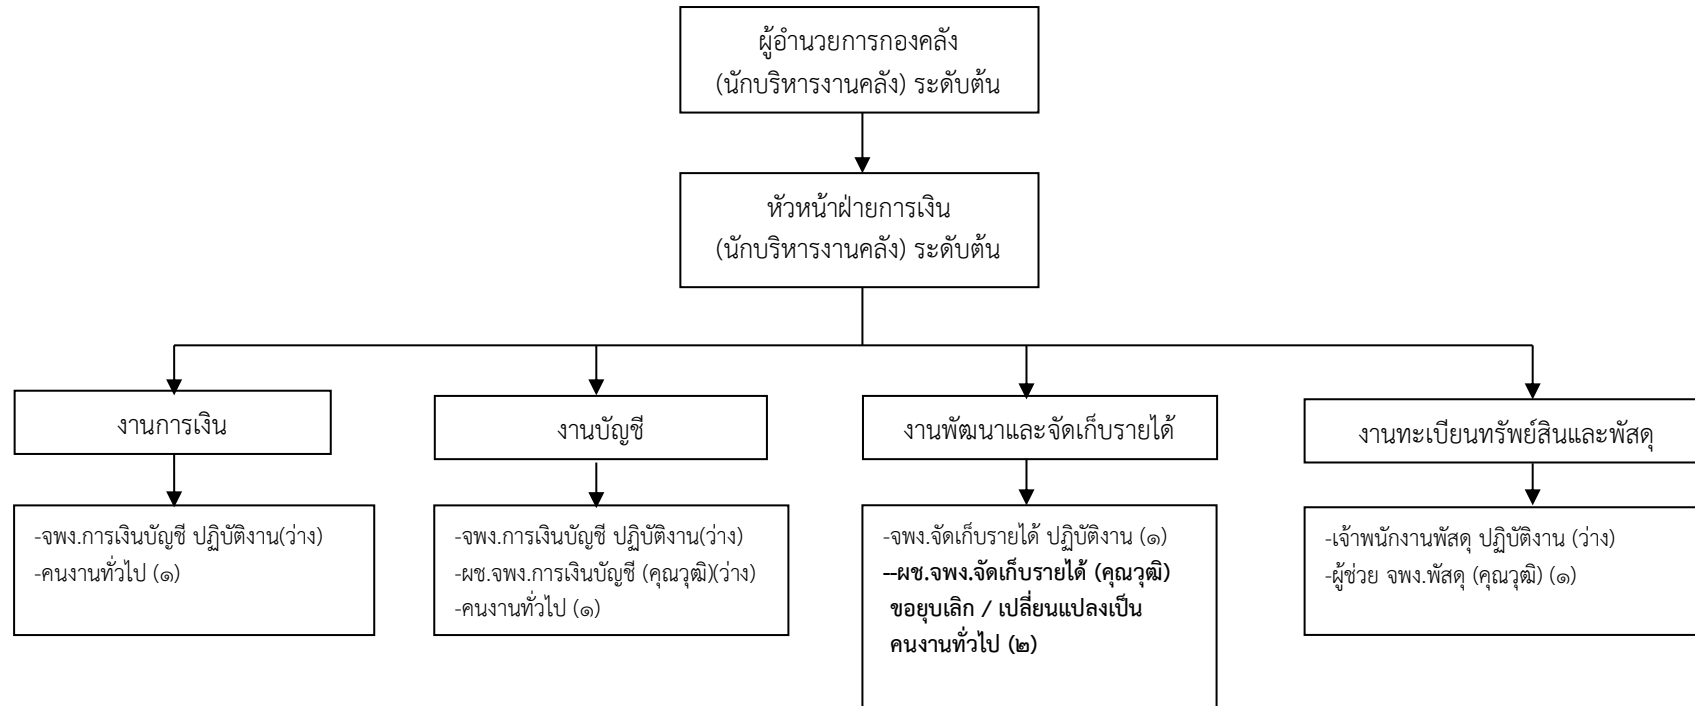 ผู้อำนวยการกองคลัง
(นักบริหารงานคลัง) ระดับต้น
หัวหน้าฝ่ายการเงิน
(นักบริหารงานคลัง) ระดับต้น
งานการเงิน
-จพง.การเงินบัญชี ปฏิบัติงาน(ว่าง)
-คนงานทั่วไป (๑)
งานบัญชี
-จพง.การเงินบัญชี ปฏิบัติงาน(ว่าง)
-ผช.จพง.การเงินบัญชี (คุณวุฒิ)(ว่าง)
-คนงานทั่วไป (๑)
งานพัฒนาและจัดเก็บรายได้
-จพง.จัดเก็บรายได้ ปฏิบัติงาน (๑)
--ผช.จพง.จัดเก็บรายได้ (คุณวุฒิ)
ขอยุบเลิก / เปลี่ยนแปลงเป็น
คนงานทั่วไป (๒)
งานทะเบียนทรัพย์สินและพัสดุ
-เจ้าพนักงานพัสดุ ปฏิบัติงาน (ว่าง)
-ผู้ช่วย จพง.พัสดุ (คุณวุฒิ) (๑)